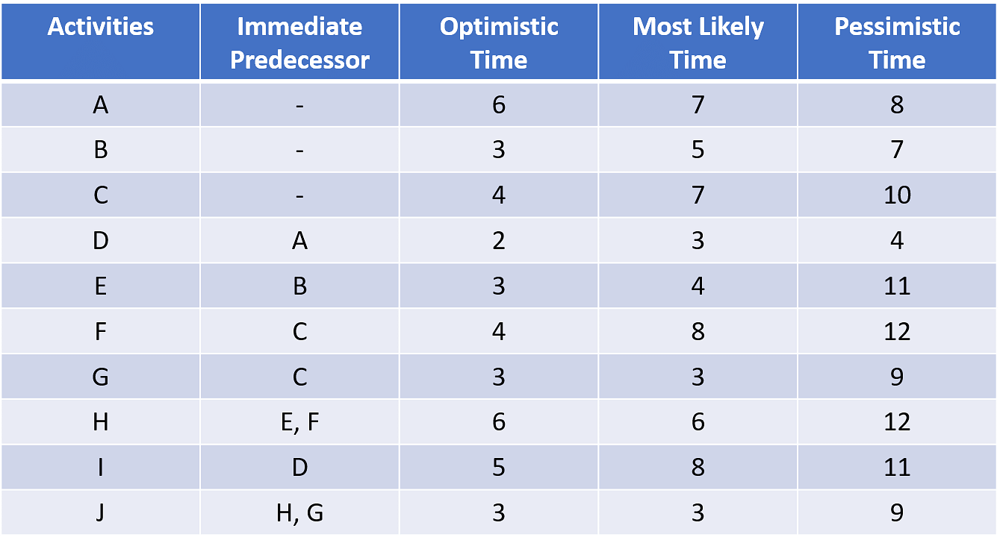 Activities Immediate Predecessor Optimistic Time Most Likely Time Pessimistic Time
A - 6 7 8
B - 3 5 7
C - 4 7 10
D A 2 3 4
E B 3 4 11
F C 4 8 12
G C 3 3 9
H E, F 6 6 12
I D 5 8 11
J H, G 3 3 9